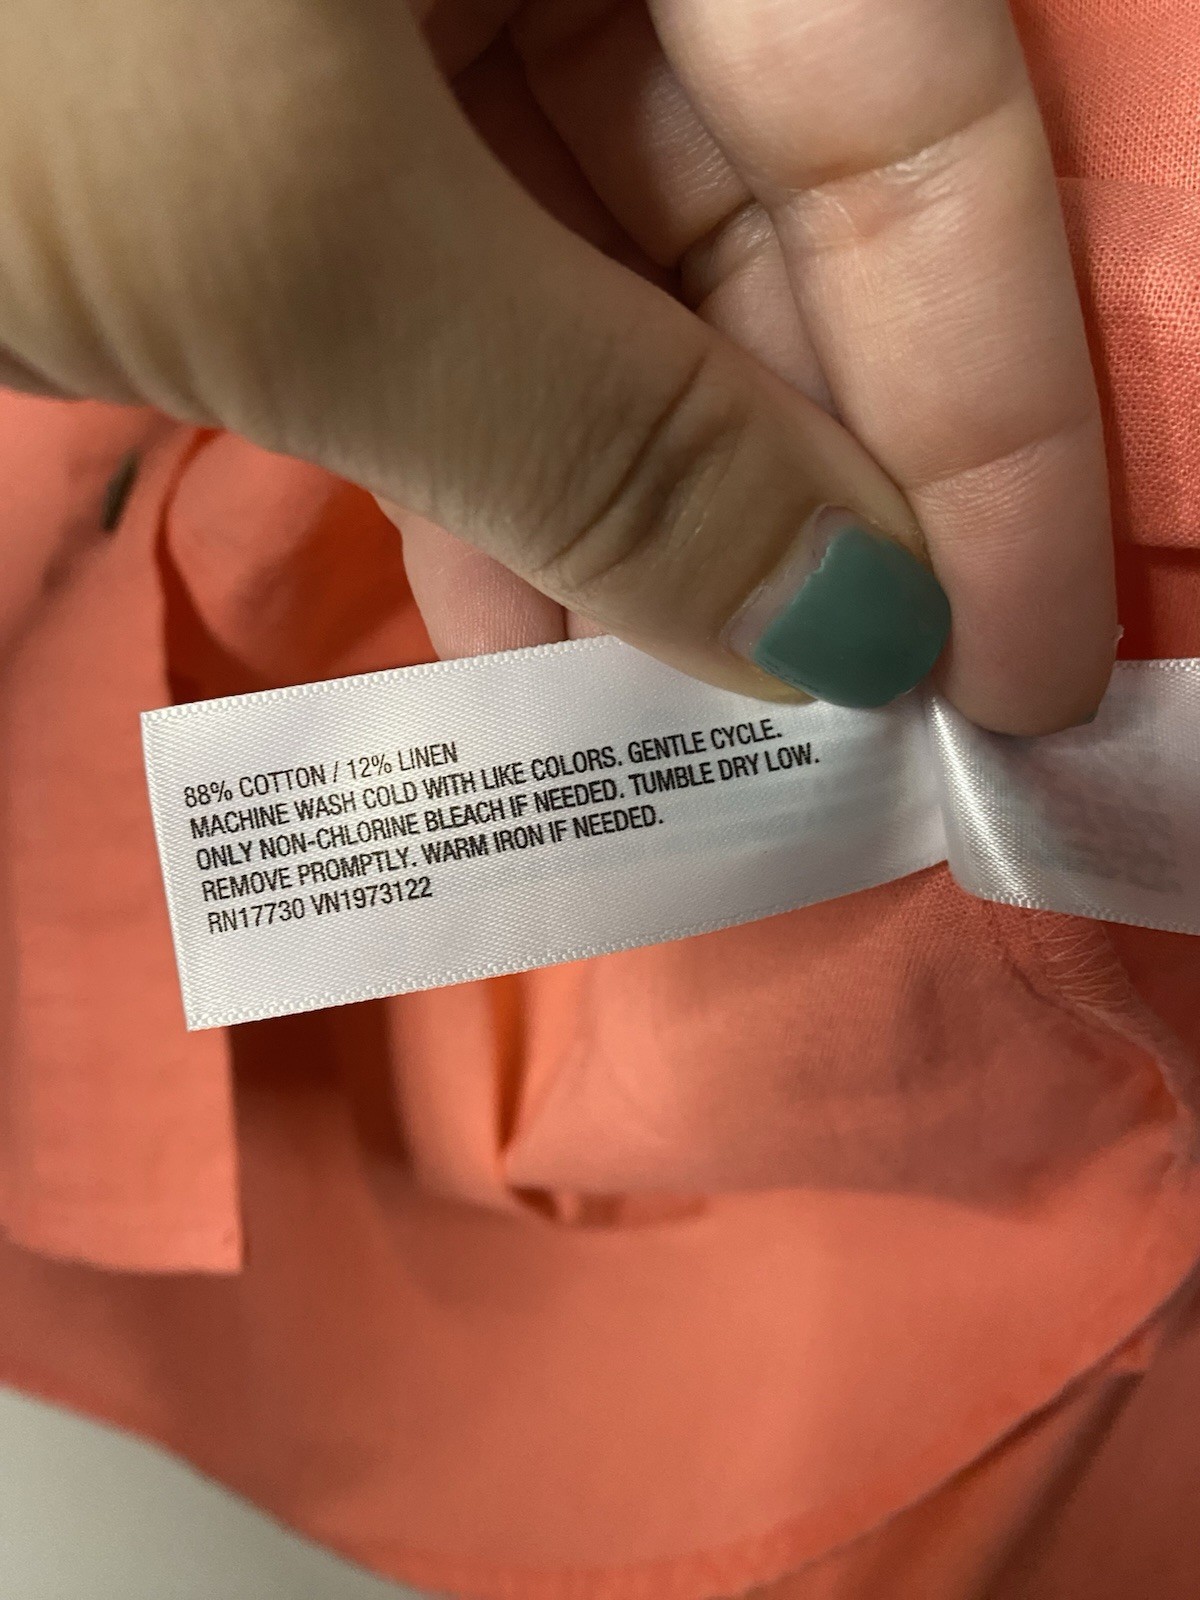 88% COTTON / 12% LINEN
MACHINE WASH COLD WITH LIKE COLORS. GENTLE CYCLE.
ONLY NON-CHLORINE BLEACH IF NEEDED. TUMBLE DRY LOW.
REMOVE PROMPTLY. WARM IRON IF NEEDED.
RN17730 VN1973122